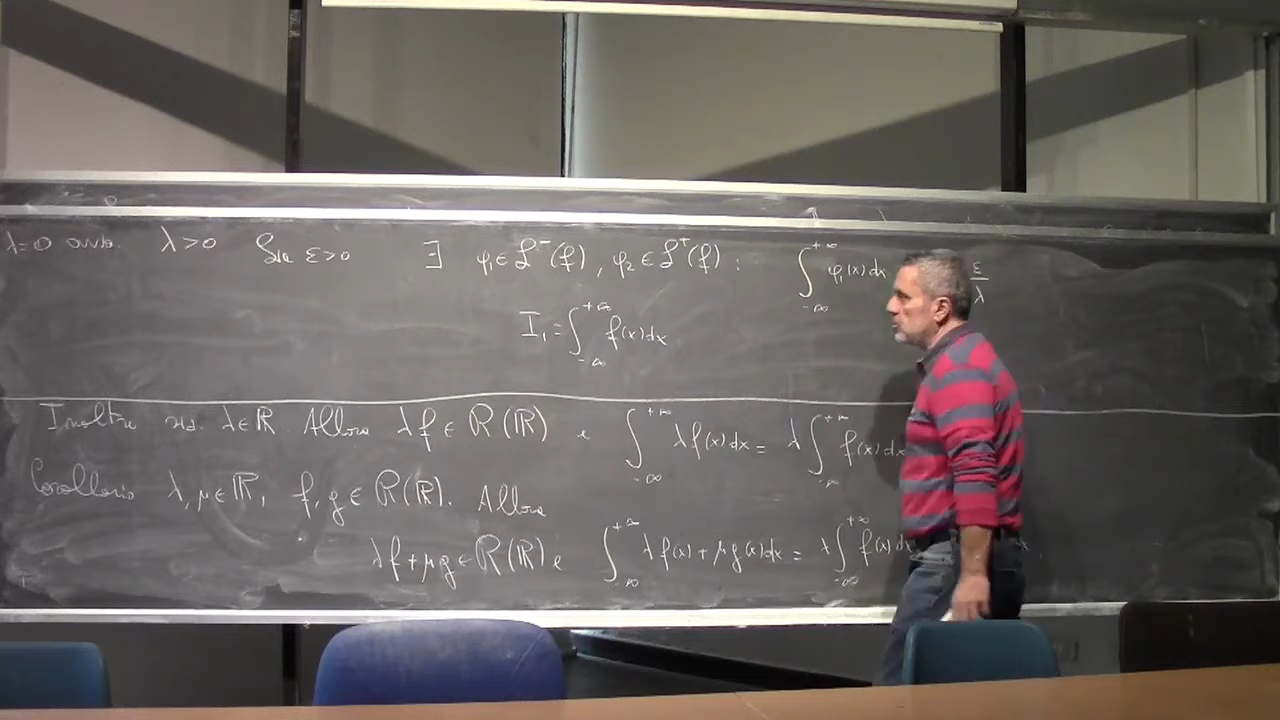 λ=0 ovvio. λ>0 Sia ε>0 ∃ φ₁∈𝓛⁻(f), φ₂∈𝓛⁺(f) : ∫_{-∞}^{+∞} φ₁(x)dx ε/λ
I₁=∫_{-∞}^{+∞} f(x)dx
Inoltre sia λ∈ℝ. Allora λf∈R(ℝ) e ∫_{-∞}^{+∞} λf(x)dx = λ∫_{-∞}^{+∞} f(x)dx
Corollario λ,μ∈ℝ, f,g∈R(ℝ). Allora
λf+μg∈R(ℝ) e ∫_{-∞}^{+∞} λf(x)+μg(x)dx = λ∫_{-∞}^{+∞} f(x)dx